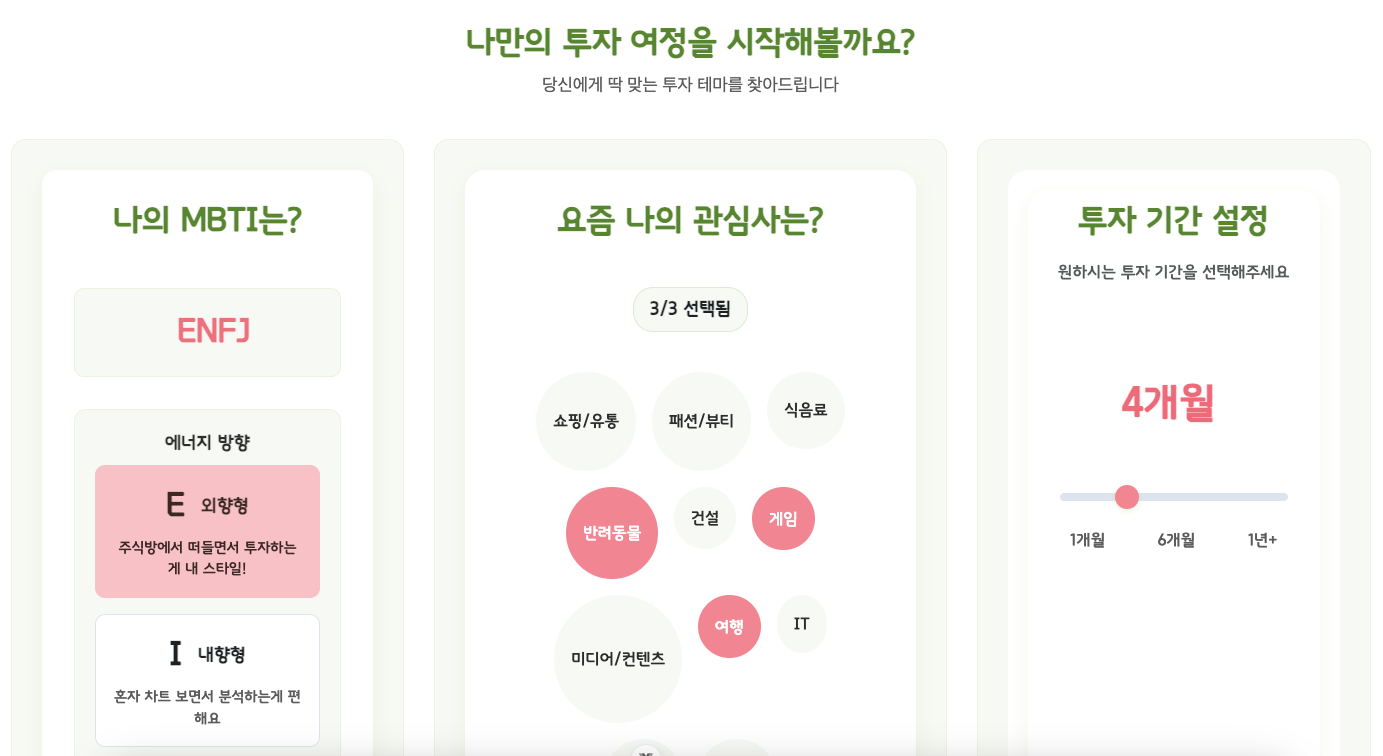 나만의 투자 여정을 시작해볼까요?
당신에게 딱 맞는 투자 테마를 찾아드립니다
나의 MBTI는?
ENFJ
에너지 방향
E 외향형
주식방에서 떠들면서 투자하는
게 내 스타일!
I 내향형
혼자 차트 보면서 분석하는게 편
해요
요즘 나의 관심사는?
3/3 선택됨
쇼핑/유통
패션/뷰티
식음료
반려동물
건설
게임
미디어/컨텐츠
여행
IT
투자 기간 설정
원하시는 투자 기간을 선택해주세요
4개월
1개월 6개월 1년+